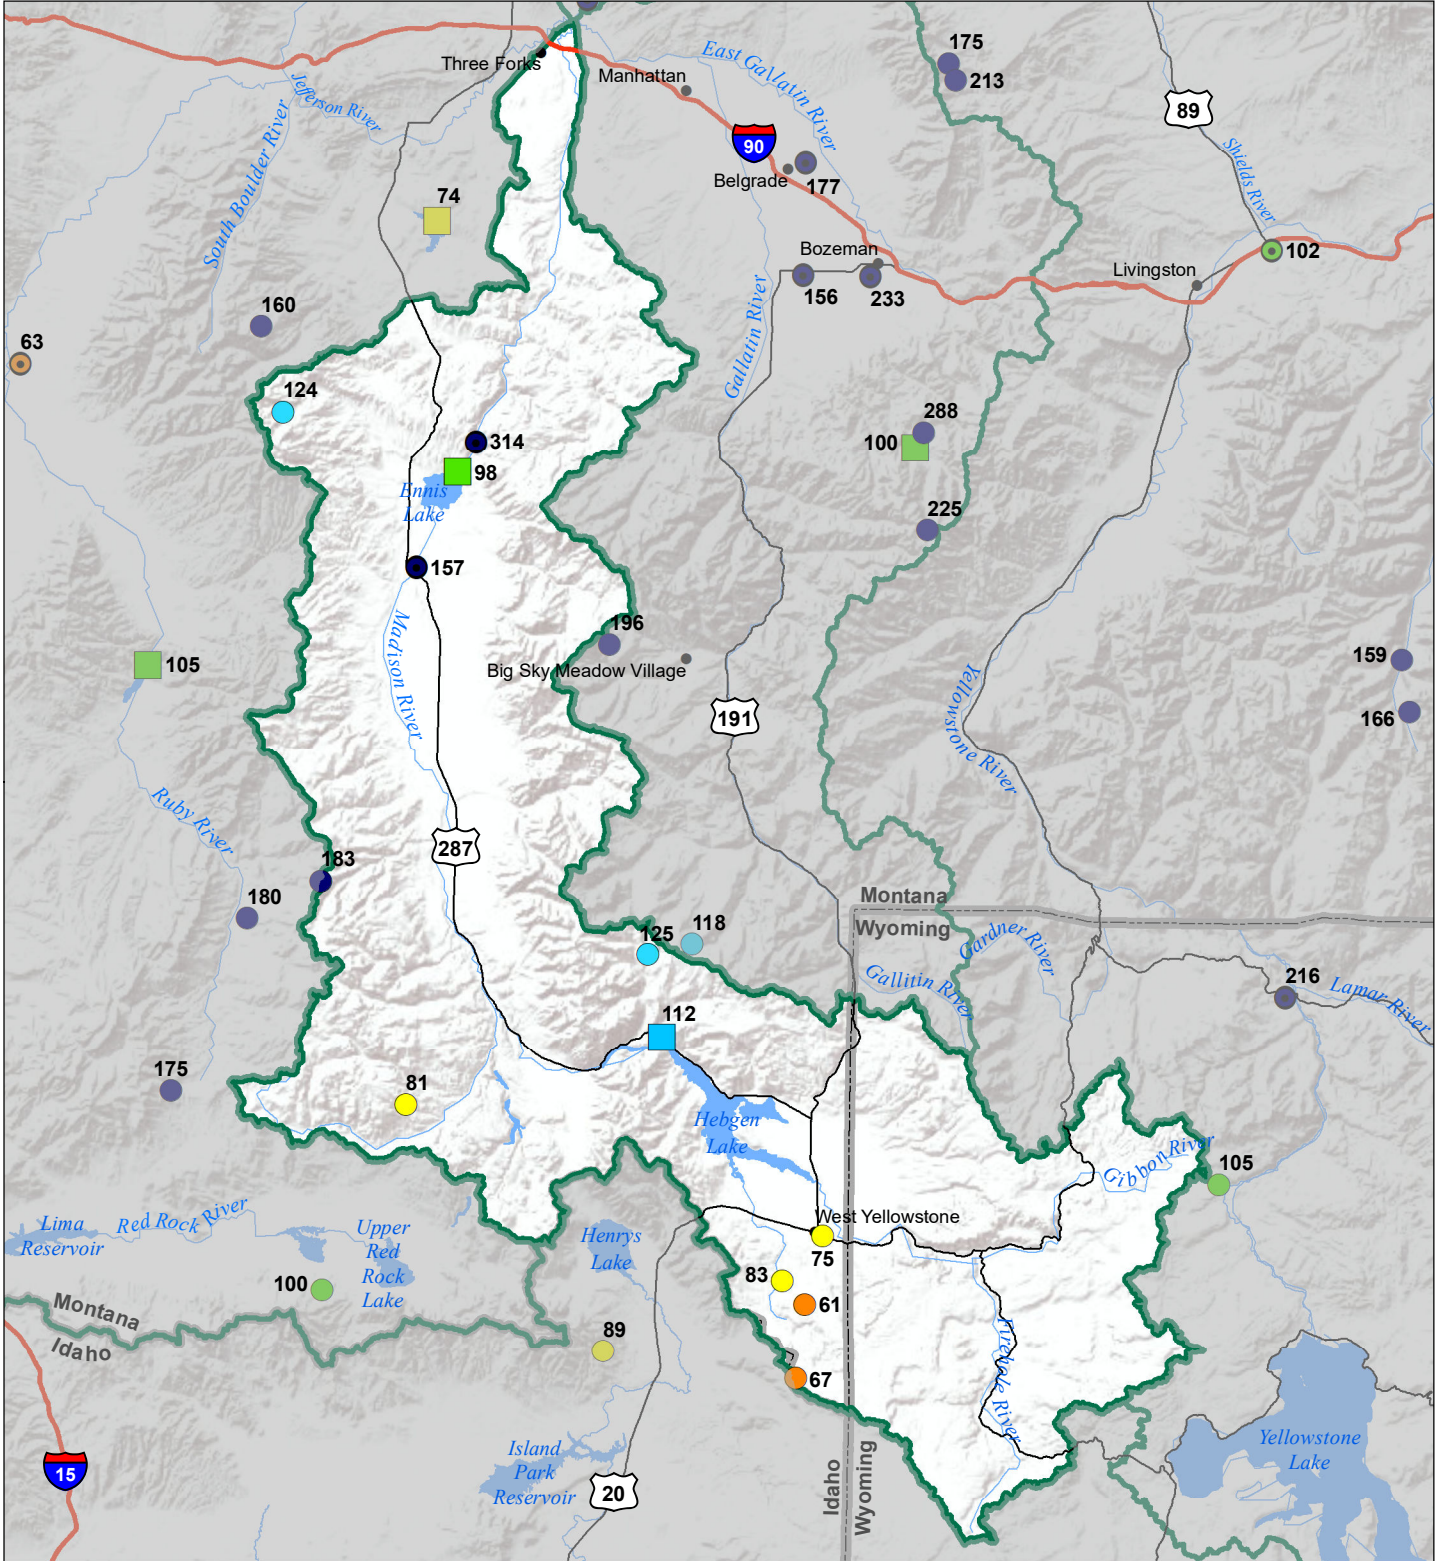 Three Forks
Manhattan
East Gallatin River
175
213
89
Jefferson River
South Boulder River
90
Belgrade
177
Shields River
74
Bozeman
156
233
Livingston
102
160
63
124
Gallatin River
314
98
Ennis
Lake
288
100
225
157
Madison River
196
Big Sky Meadow Village
105
159
166
191
Yellowstone River
Ruby River
287
183
180
Montana
Wyoming
125
118
Gardner River
Gallitin River
216
Lamar River
112
175
81
Hebgen
Lake
Gibbon River
105
Lima
Reservoir
Red Rock River
Upper
Red
Rock
Lake
Henrys
Lake
West Yellowstone
75
83
61
100
Montana
Idaho
89
67
Firehole River
15
Island
Park
Reservoir
20
Idaho
Wyoming
Yellowstone
Lake